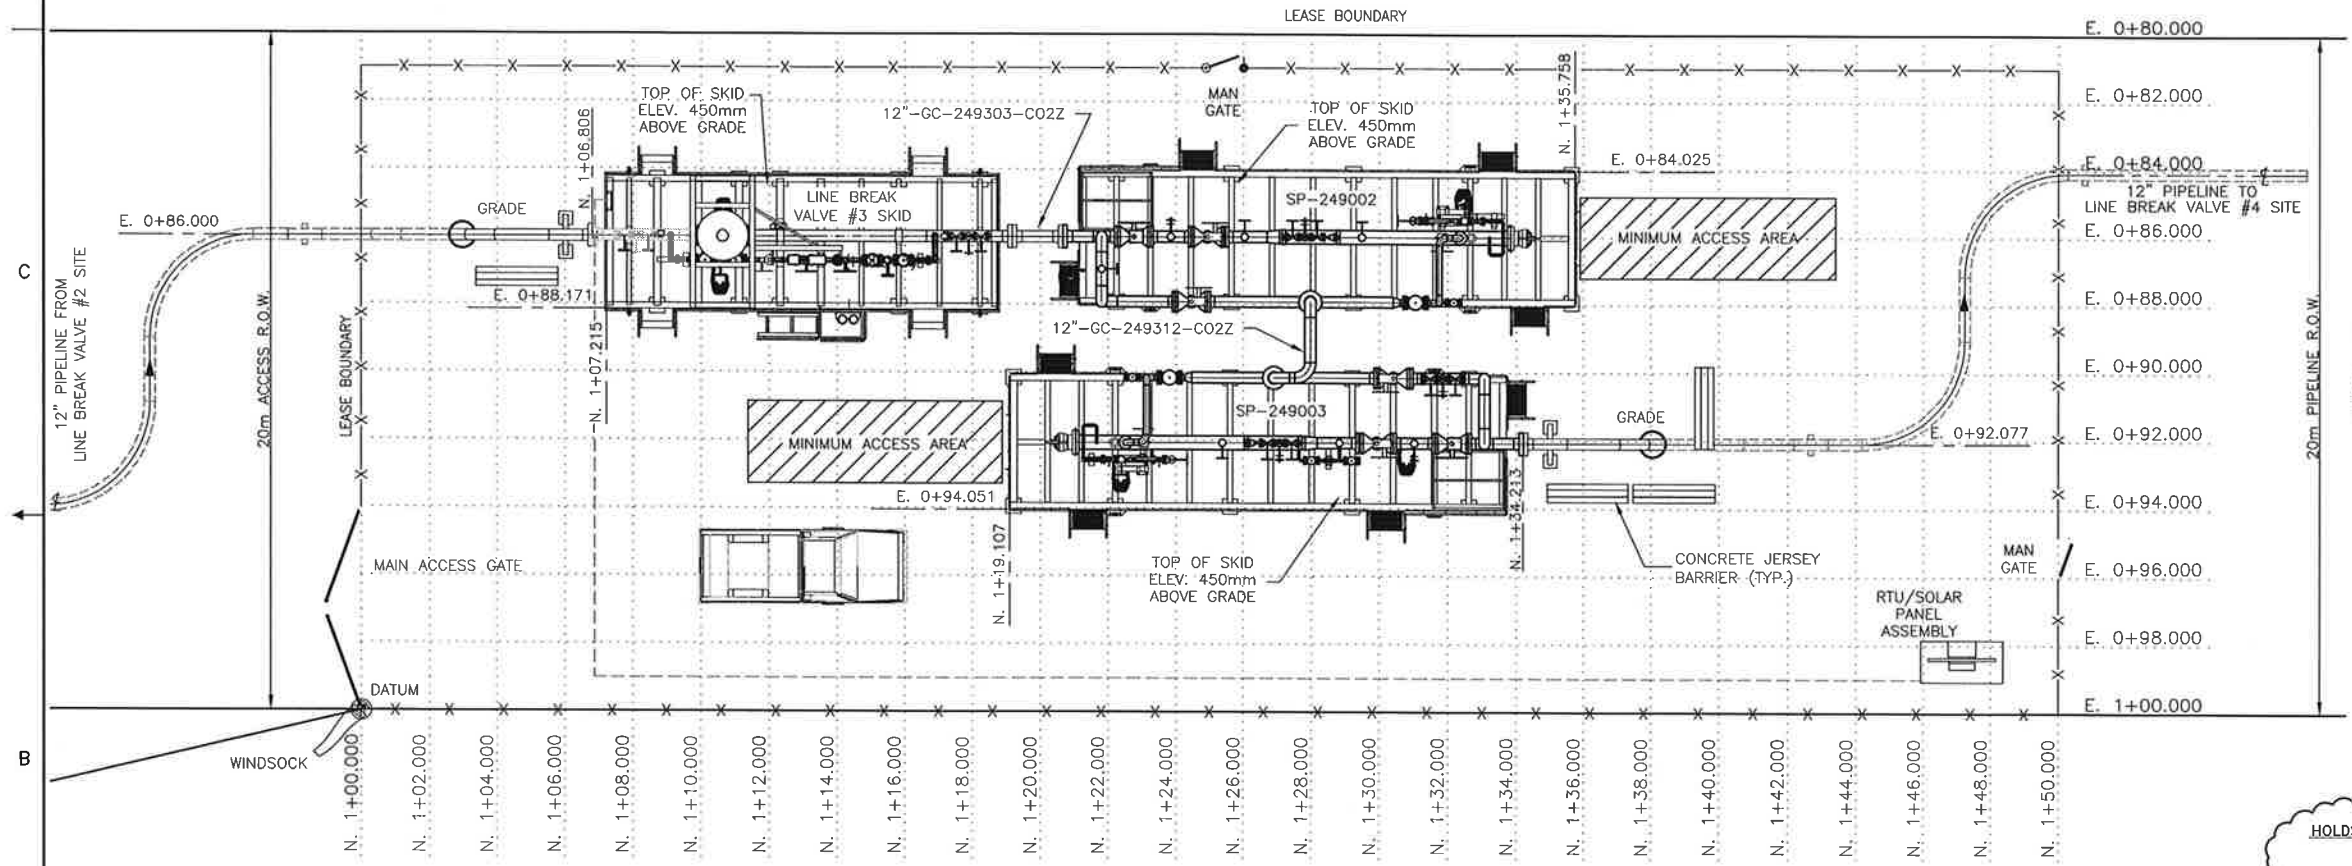 LEASE BOUNDARY
E. 0+80.000
MAN
GATE
TOP OF SKID
ELEV. 450mm
ABOVE GRADE
12"-GC-249303-CO2Z
TOP OF SKID
ELEV. 450mm
ABOVE GRADE
N. 1+35.758
N. 1+06.806
E. 0+82.000
E. 0+84.025
E. 0+84.000
12" PIPELINE TO
LINE BREAK VALVE #4 SITE
E. 0+86.000
GRADE
LINE BREAK
VALVE #3 SKID
SP-249002
MINIMUM ACCESS AREA
E. 0+86.000
C
12" PIPELINE FROM
LINE BREAK VALVE #2 SITE
20m ACCESS R.O.W.
LEASE BOUNDARY
E. 0+88.171
N. 1+07.215
12"-GC-249312-CO2Z
E. 0+88.000
E. 0+90.000
20m PIPELINE R.O.W.
SP-249003
GRADE
MINIMUM ACCESS AREA
E. 0+92.077
E. 0+92.000
E. 0+94.051
E. 0+94.000
N. 1+19.107
N. 1+34.213
MAIN ACCESS GATE
TOP OF SKID
ELEV. 450mm
ABOVE GRADE
CONCRETE JERSEY
BARRIER (TYP.)
MAN
GATE
E. 0+96.000
RTU/SOLAR
PANEL
ASSEMBLY
E. 0+98.000
DATUM
E. 1+00.000
B
WINDSOCK
N. 1+00.000
N. 1+02.000
N. 1+04.000
N. 1+06.000
N. 1+08.000
N. 1+10.000
N. 1+12.000
N. 1+14.000
N. 1+16.000
N. 1+18.000
N. 1+20.000
N. 1+22.000
N. 1+24.000
N. 1+26.000
N. 1+28.000
N. 1+30.000
N. 1+32.000
N. 1+34.000
N. 1+36.000
N. 1+38.000
N. 1+40.000
N. 1+42.000
N. 1+44.000
N. 1+46.000
N. 1+48.000
N. 1+50.000